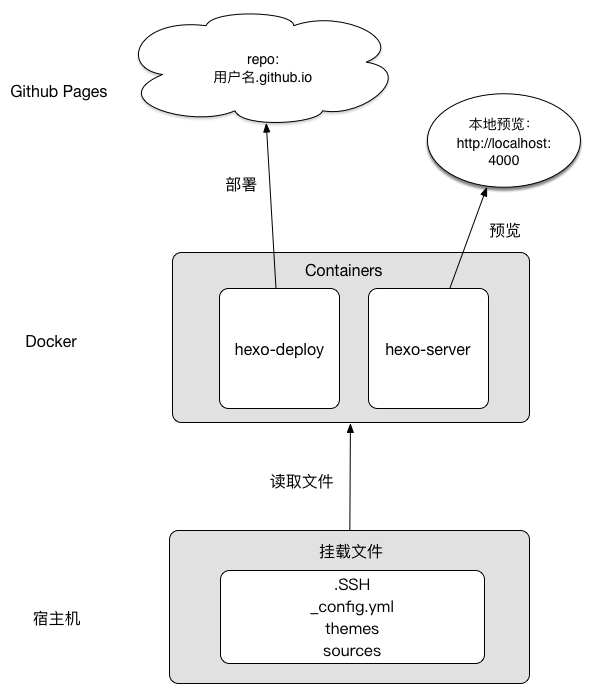 repo:
用户名.github.io
Github Pages
本地预览：
http://localhost:
4000
部署
预览
Containers
hexo-deploy
hexo-server
Docker
读取文件
挂载文件
.SSH
_config.yml
themes
sources
宿主机